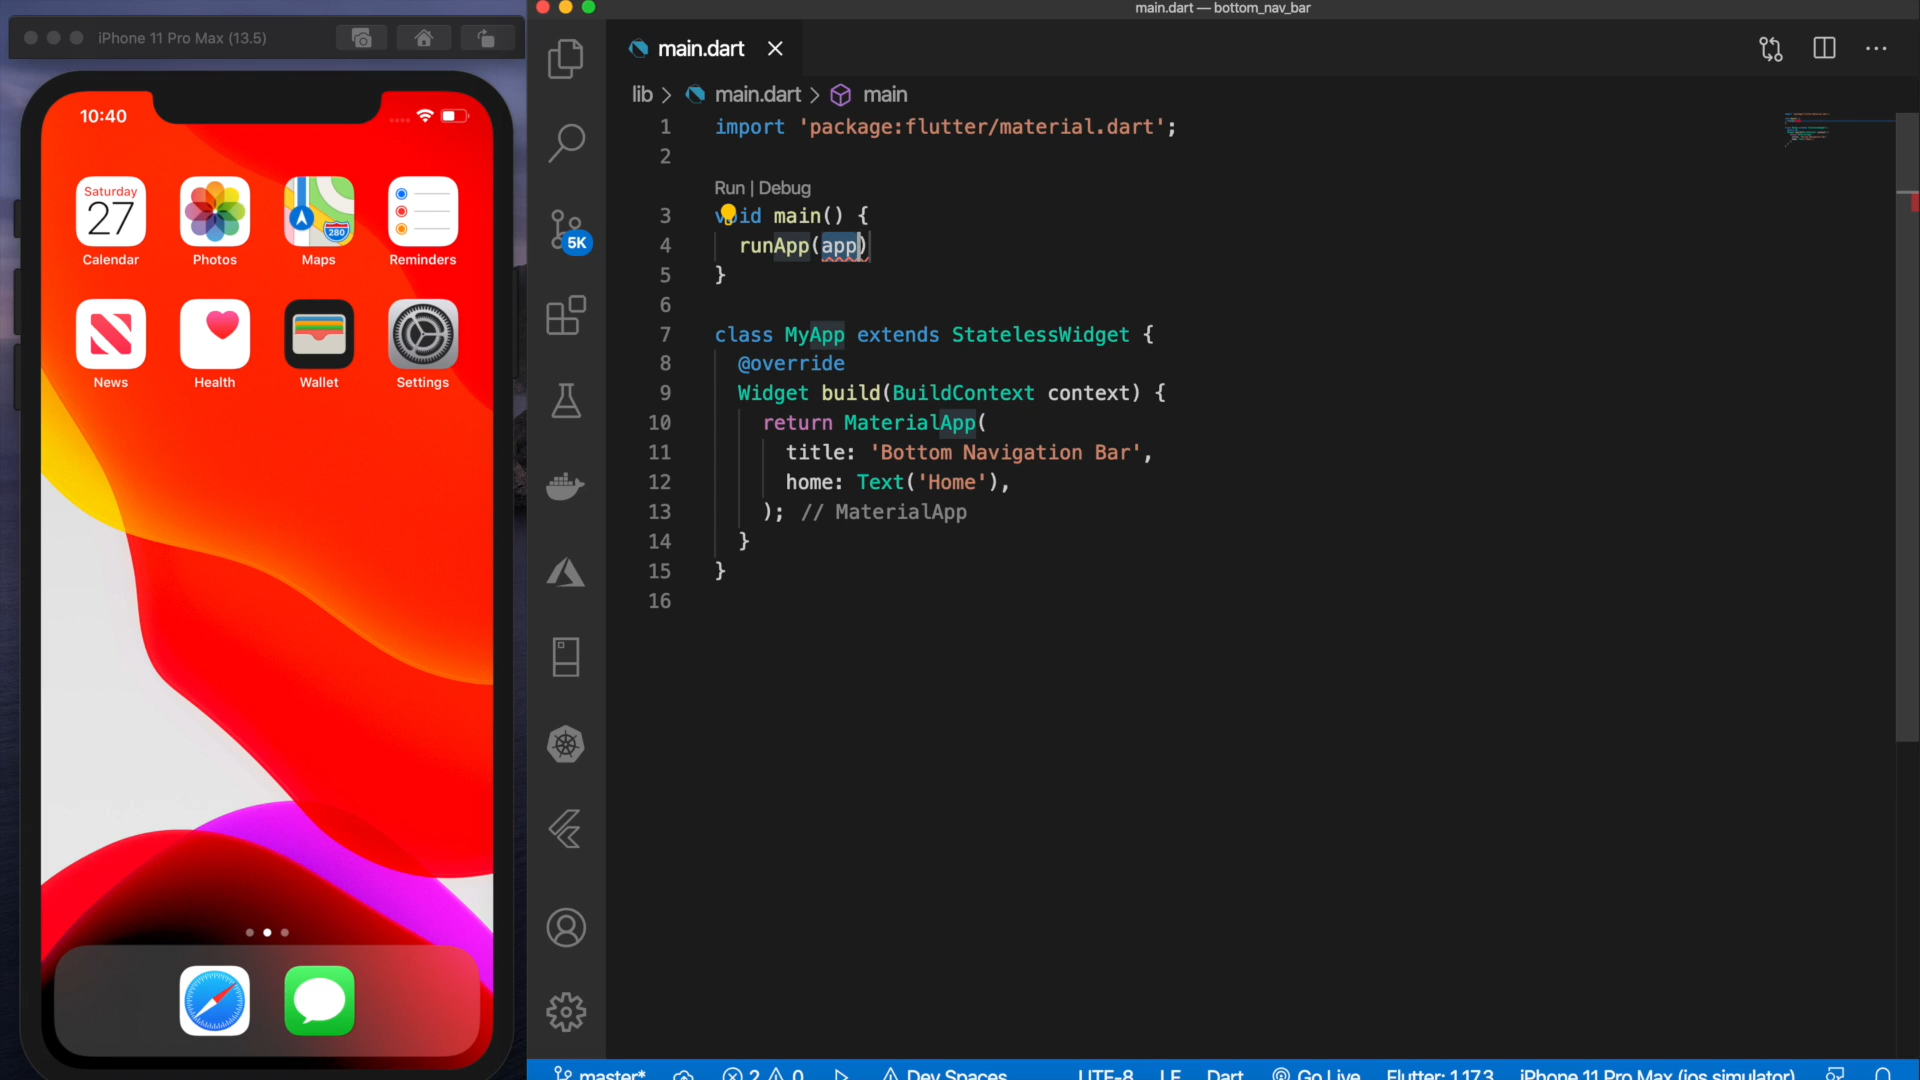 iPhone 11 Pro Max (13.5)
10:40
Saturday
27
280
Calendar
Photos
Maps
Reminders
News
Health
Wallet
Settings
main.dart — bottom_nav_bar
main.dart
lib > main.dart > main
5K
1 import 'package:flutter/material.dart';
2
Run | Debug
3 void main() {
4 runApp(app)
5 }
6
7 class MyApp extends StatelessWidget {
8 @override
9 Widget build(BuildContext context) {
10 return MaterialApp(
11 title: 'Bottom Navigation Bar',
12 home: Text('Home'),
13 ); // MaterialApp
14 }
15 }
16
master* 2 0 Dev Spaces UTF-8 LF Dart Go Live Flutter: 1.17.3 iPhone 11 Pro Max (ios simulator)